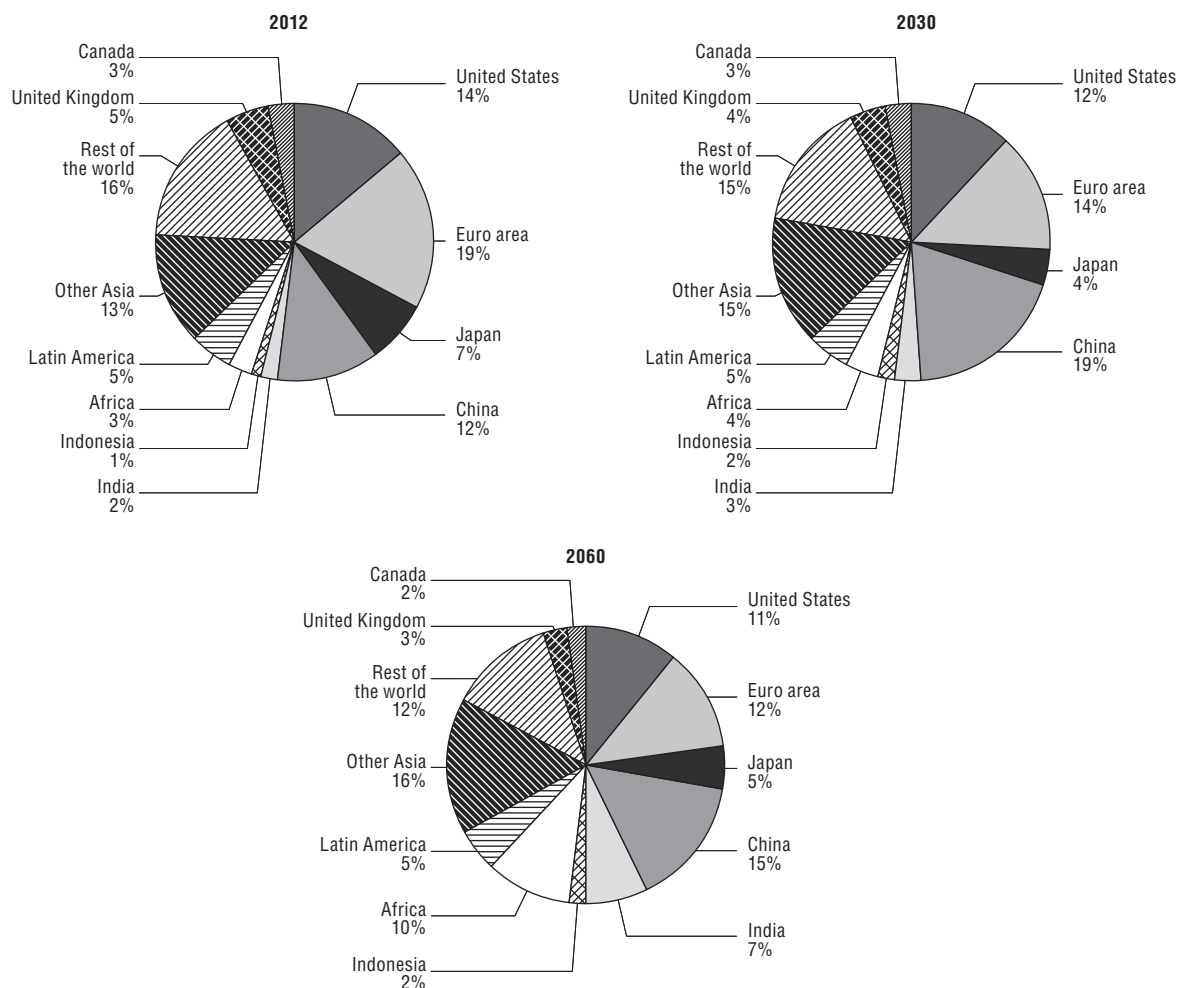 2012
Canada
3%
United States
14%
United Kingdom
5%
Rest of
the world
16%
Euro area
19%
Other Asia
13%
Japan
7%
Latin America
5%
Africa
3%
China
12%
Indonesia
1%
India
2%
2030
Canada
3%
United States
12%
United Kingdom
4%
Rest of
the world
15%
Euro area
14%
Japan
4%
Other Asia
15%
China
19%
Latin America
5%
Africa
4%
Indonesia
2%
India
3%
2060
Canada
2%
United States
11%
United Kingdom
3%
Rest of
the world
12%
Euro area
12%
Other Asia
16%
Japan
5%
Latin America
5%
China
15%
Africa
10%
India
7%
Indonesia
2%